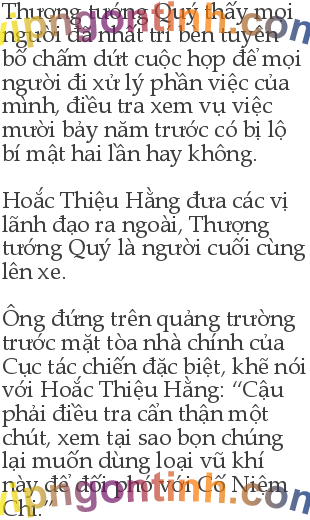 Thượng tướng Quý thấy mọi
người đã nhất trí bèn tuyên
bố chấm dứt cuộc họp để mọi
người đi xử lý phần việc của
mình, điều tra xem vụ việc
mười bảy năm trước có bị lộ
bí mật hai lần hay không.
Hoắc Thiệu Hằng đưa các vị
lãnh đạo ra ngoài, Thượng
tướng Quý là người cuối cùng
lên xe.
Ông đứng trên quảng trường
trước mặt tòa nhà chính của
Cục tác chiến đặc biệt, khẽ nói
với Hoắc Thiệu Hằng: “Cậu
phải điều tra cẩn thận một
chút, xem tại sao bọn chúng
lại muốn dùng loại vũ khí
này để đối phó với Cố Niệm
Chi.”
vipngontinh.com
vipngontinh.com